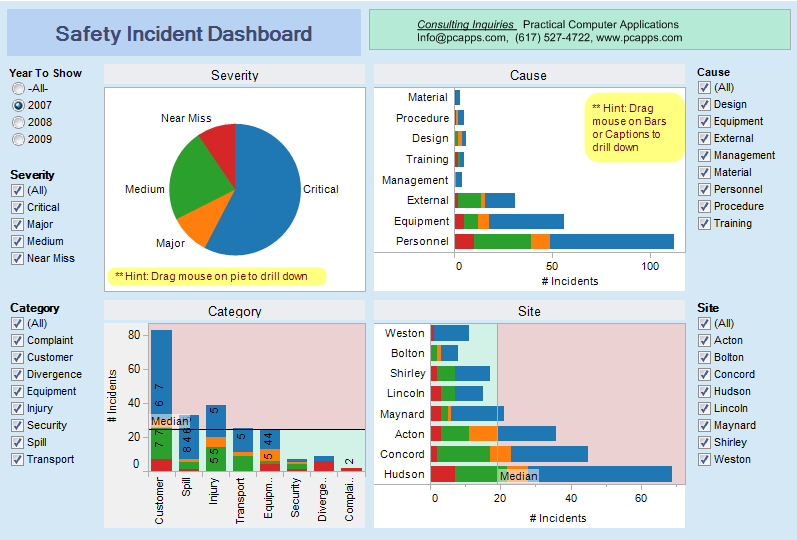 Safety Incident Dashboard
Consulting Inquiries Practical Computer Applications
Info@pcapps.com, (617) 527-4722, www.pcapps.com
Year To Show
-All-
2007
2008
2009
Severity
(All)
Critical
Major
Medium
Near Miss
Severity
Near Miss
Medium
Critical
Major
** Hint: Drag mouse on pie to drill down
Cause
Material
Procedure
Design
Training
Management
External
Equipment
Personnel
0 50 100
# Incidents
** Hint: Drag
mouse on Bars
or Captions to
drill down
Cause
(All)
Design
Equipment
External
Management
Material
Personnel
Procedure
Training
Category
(All)
Complaint
Customer
Divergence
Equipment
Injury
Security
Spill
Transport
Category
# Incidents
80
60
40
20
0
Median
Customer
Spill
Injury
Transport
Equipm..
Security
Diverge..
Complai..
Site
Weston
Bolton
Shirley
Lincoln
Maynard
Acton
Concord
Hudson
Median
0 20 40 60
# Incidents
Site
(All)
Acton
Bolton
Concord
Hudson
Lincoln
Maynard
Shirley
Weston